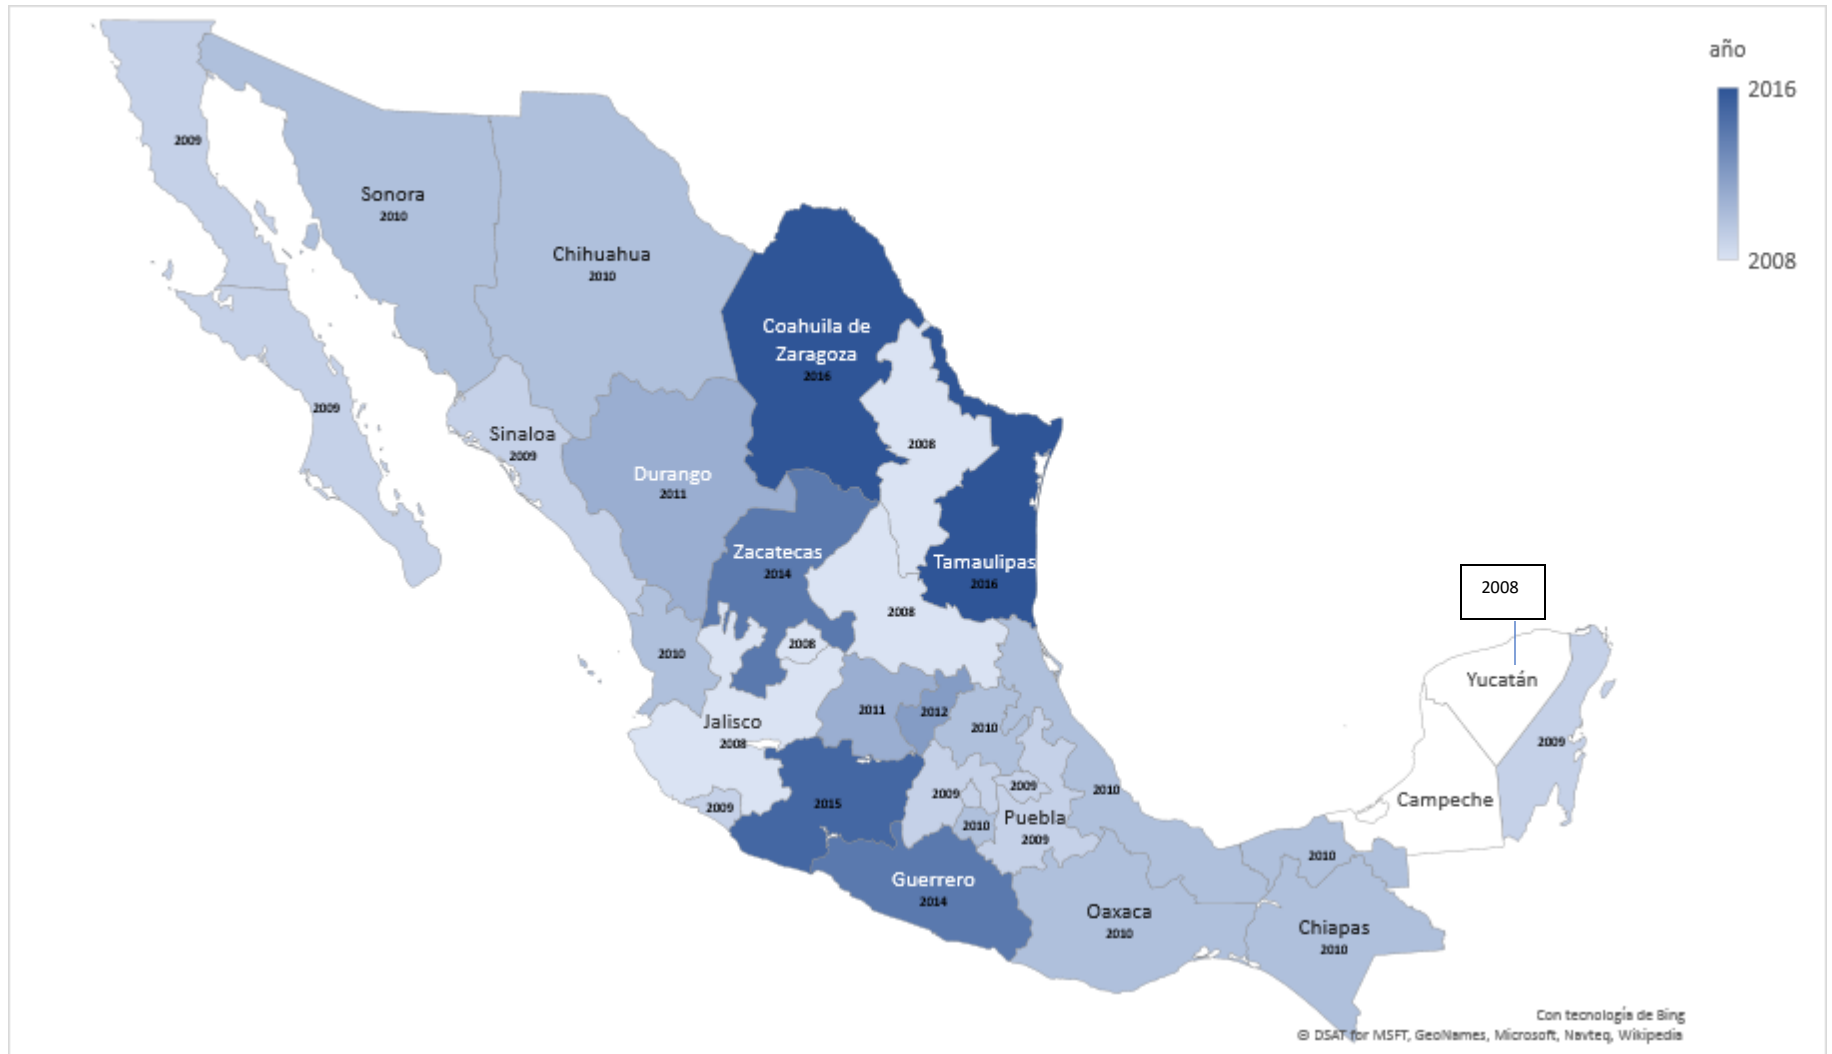 año
2016
2008
2009
Sonora
2010
Chihuahua
2010
Coahuila de
Zaragoza
2016
2009
Sinaloa
2009
2008
Durango
2011
Zacatecas
2014
Tamaulipas
2016
2008
2008
Yucatán
2010
2008
Jalisco
2008
2011
2012
2010
2009
2009
2015
2009
2009
2010
Campeche
2010
Puebla
2009
2010
Guerrero
2014
Oaxaca
2010
Chiapas
2010
Con tecnología de Bing
© DSAT for MSFT, GeoNames, Microsoft, Navteq, Wikipedia